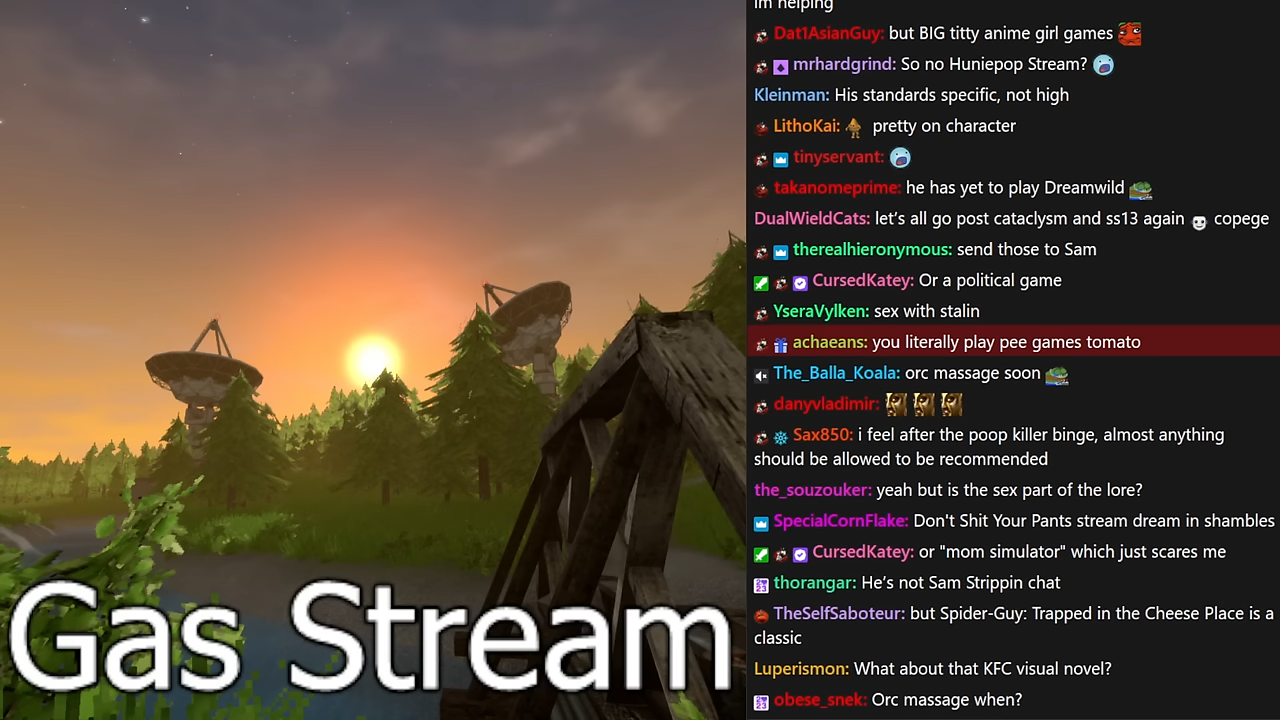 im helping
Dat1AsianGuy: but BIG titty anime girl games
mrhardgrind: So no Huniepop Stream?
Kleinman: His standards specific, not high
LithoKai: pretty on character
tinyservant:
takanomeprime: he has yet to play Dreamwild
DualWieldCats: let’s all go post cataclysm and ss13 again copege
therealhieronymous: send those to Sam
CursedKatey: Or a political game
YseraVylken: sex with stalin
achaeans: you literally play pee games tomato
The_Balla_Koala: orc massage soon
danyvladimir:
Sax850: i feel after the poop killer binge, almost anything
should be allowed to be recommended
the_souzouker: yeah but is the sex part of the lore?
SpecialCornFlake: Don't Shit Your Pants stream dream in shambles
CursedKatey: or "mom simulator" which just scares me
thorangar: He’s not Sam Strippin chat
TheSelfSaboteur: but Spider-Guy: Trapped in the Cheese Place is a
classic
Luperismon: What about that KFC visual novel?
obese_snek: Orc massage when?
Gas Stream